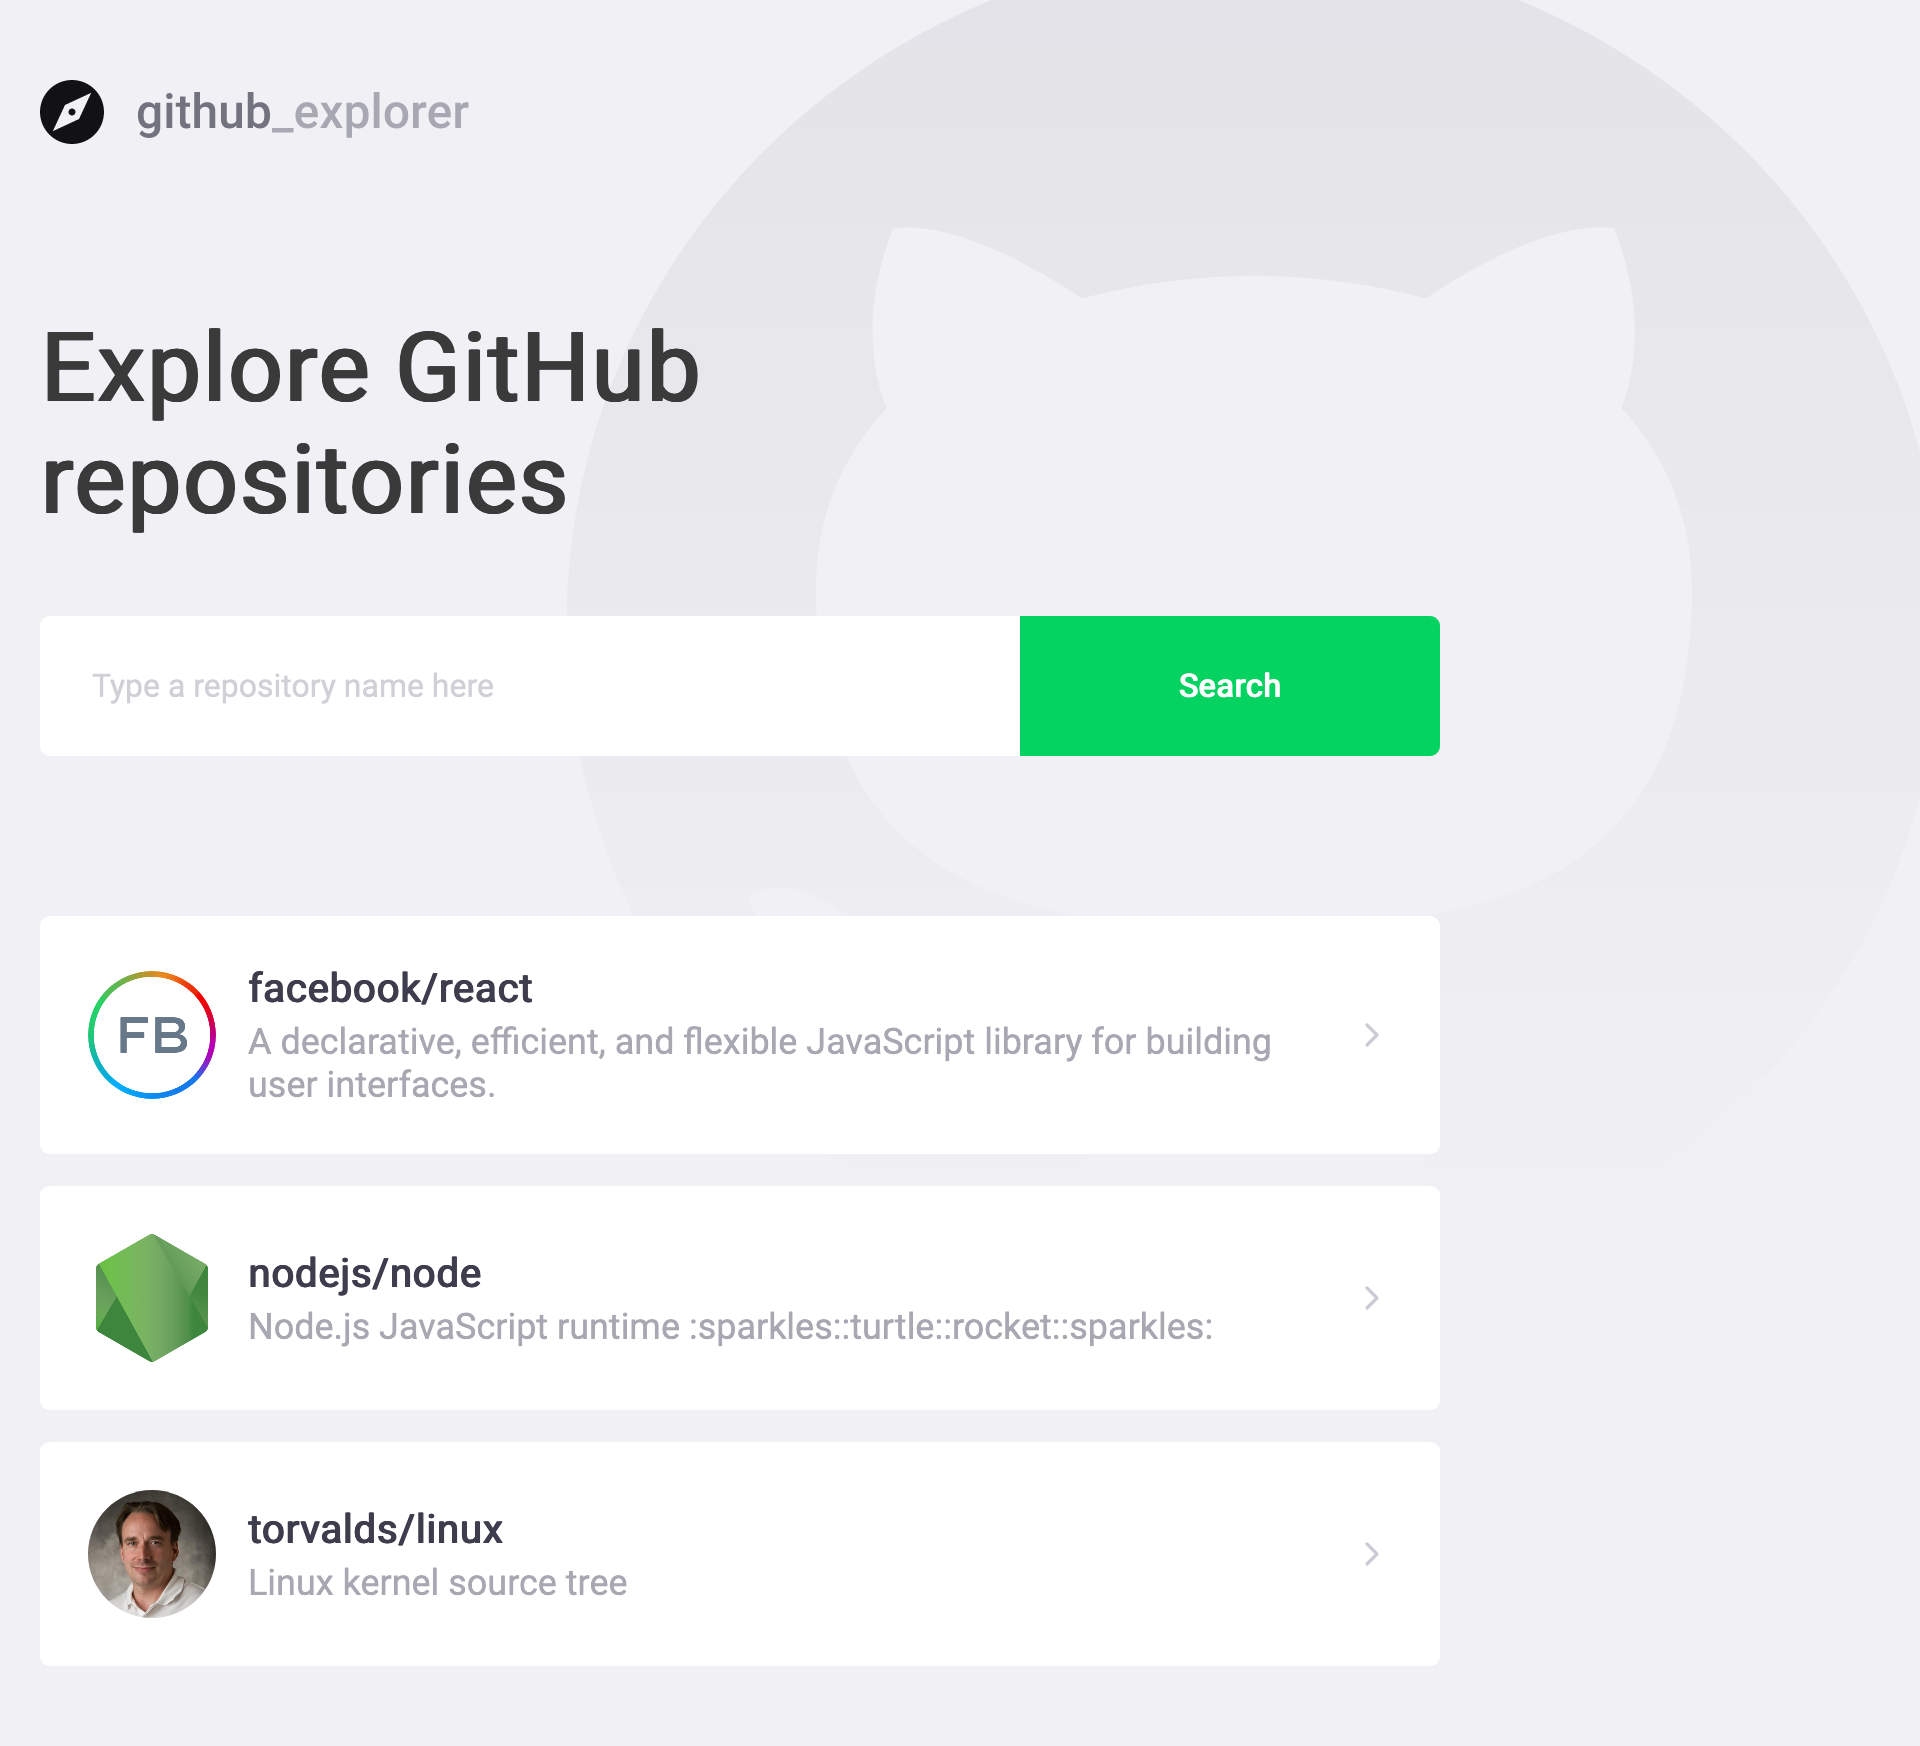 github_explorer
Explore GitHub
repositories
Type a repository name here
Search
facebook/react
FB
A declarative, efficient, and flexible JavaScript library for building
user interfaces.
nodejs/node
Node.js JavaScript runtime :sparkles::turtle::rocket::sparkles:
torvalds/linux
Linux kernel source tree